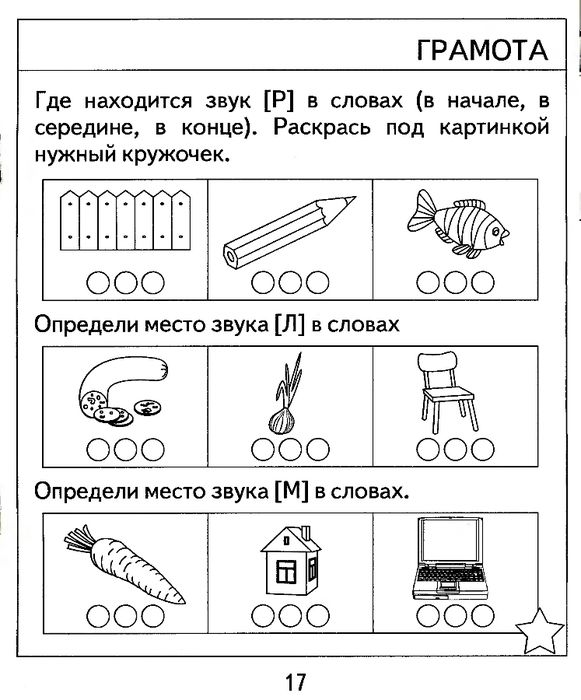 ГРАМОТА
Где находится звук [Р] в словах (в начале, в
середине, в конце). Раскрась под картинкой
нужный кружочек.
Определи место звука [Л] в словах
Определи место звука [М] в словах.
17